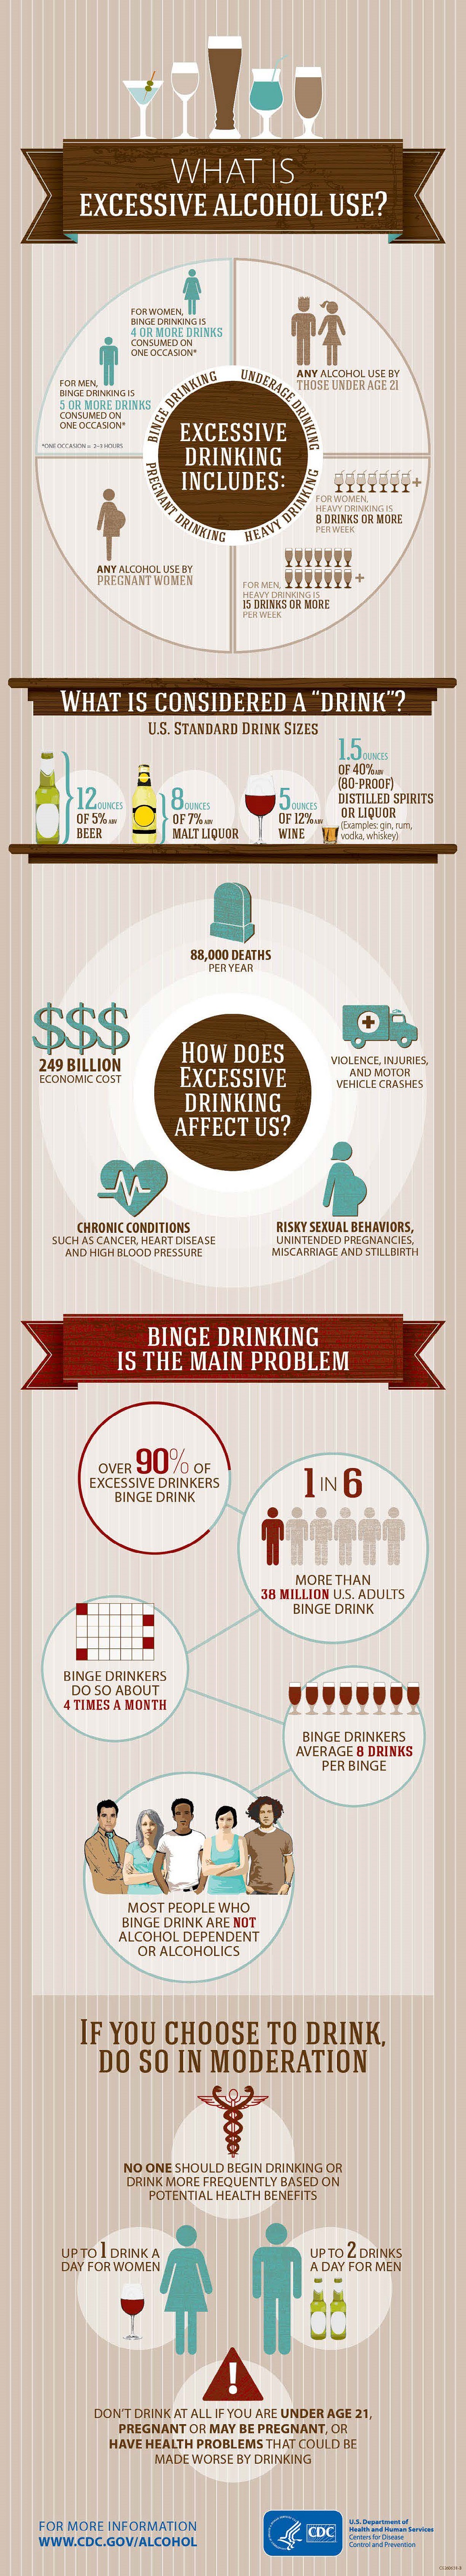 WHAT IS
EXCESSIVE ALCOHOL USE?
FOR WOMEN,
BINGE DRINKING IS
4 OR MORE DRINKS
CONSUMED ON
ONE OCCASION*
FOR MEN,
BINGE DRINKING IS
5 OR MORE DRINKS
CONSUMED ON
ONE OCCASION*
*ONE OCCASION = 2-3 HOURS
ANY ALCOHOL USE BY
THOSE UNDER AGE 21
BINGE DRINKING
UNDERAGE DRINKING
EXCESSIVE
DRINKING
INCLUDES:
PREGNANT DRINKING
HEAVY DRINKING
+
FOR WOMEN,
HEAVY DRINKING IS
8 DRINKS OR MORE
PER WEEK
ANY ALCOHOL USE BY
PREGNANT WOMEN
+
FOR MEN,
HEAVY DRINKING IS
15 DRINKS OR MORE
PER WEEK
WHAT IS CONSIDERED A “DRINK”?
U.S. STANDARD DRINK SIZES
12 OUNCES
OF 5% ABV
BEER
8 OUNCES
OF 7% ABV
MALT LIQUOR
5 OUNCES
OF 12% ABV
WINE
1.5 OUNCES
OF 40% ABV
(80-PROOF)
DISTILLED SPIRITS
OR LIQUOR
(Examples: gin, rum,
vodka, whiskey)
88,000 DEATHS
PER YEAR
$$$
249 BILLION
ECONOMIC COST
HOW DOES
EXCESSIVE
DRINKING
AFFECT US?
VIOLENCE, INJURIES,
AND MOTOR
VEHICLE CRASHES
CHRONIC CONDITIONS
SUCH AS CANCER, HEART DISEASE
AND HIGH BLOOD PRESSURE
RISKY SEXUAL BEHAVIORS,
UNINTENDED PREGNANCIES,
MISCARRIAGE AND STILLBIRTH
BINGE DRINKING
IS THE MAIN PROBLEM
OVER 90% OF
EXCESSIVE DRINKERS
BINGE DRINK
1 IN 6
MORE THAN
38 MILLION U.S. ADULTS
BINGE DRINK
BINGE DRINKERS
DO SO ABOUT
4 TIMES A MONTH
BINGE DRINKERS
AVERAGE 8 DRINKS
PER BINGE
MOST PEOPLE WHO
BINGE DRINK ARE NOT
ALCOHOL DEPENDENT
OR ALCOHOLICS
IF YOU CHOOSE TO DRINK,
DO SO IN MODERATION
NO ONE SHOULD BEGIN DRINKING OR
DRINK MORE FREQUENTLY BASED ON
POTENTIAL HEALTH BENEFITS
UP TO 1 DRINK A
DAY FOR WOMEN
UP TO 2 DRINKS
A DAY FOR MEN
!
DON'T DRINK AT ALL IF YOU ARE UNDER AGE 21,
PREGNANT OR MAY BE PREGNANT, OR
HAVE HEALTH PROBLEMS THAT COULD BE
MADE WORSE BY DRINKING
FOR MORE INFORMATION
WWW.CDC.GOV/ALCOHOL
CDC
U.S. Department of
Health and Human Services
Centers for Disease
Control and Prevention